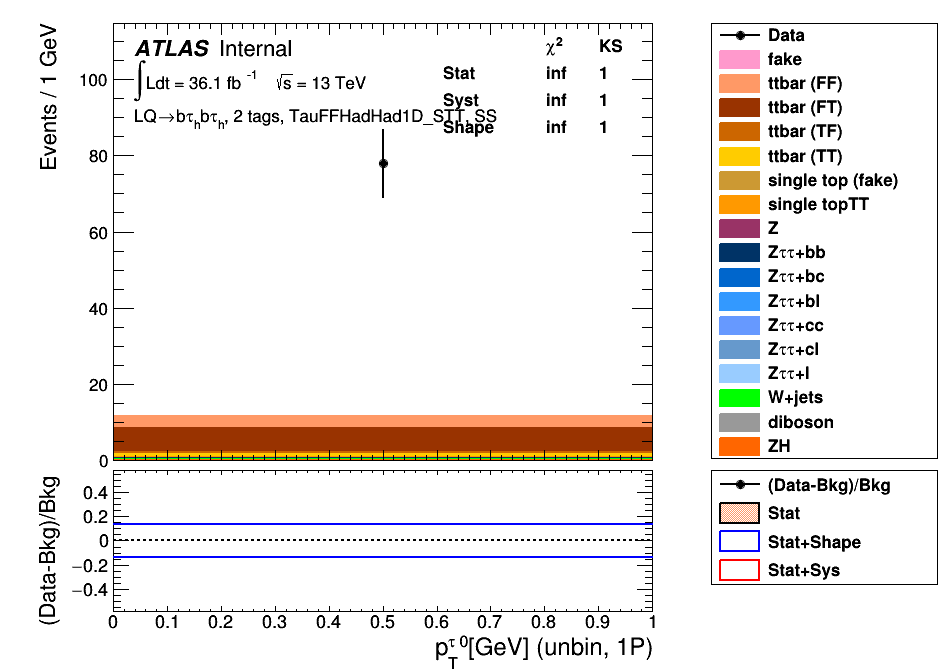 ATLAS Internal
∫Ldt = 36.1 fb⁻¹ √s = 13 TeV
LQ→bτ_hbτ_h, 2 tags, TauFFHadHad1D_STT, SS
χ² KS
Stat inf 1
Syst inf 1
Shape inf 1
Events / 1 GeV
100
80
60
40
20
0
(Data-Bkg)/Bkg
0.4
0.2
0
−0.2
−0.4
0 0.1 0.2 0.3 0.4 0.5 0.6 0.7 0.8 0.9 1
p_T^τ0[GeV] (unbin, 1P)
Data
fake
ttbar (FF)
ttbar (FT)
ttbar (TF)
ttbar (TT)
single top (fake)
single topTT
Z
Zττ+bb
Zττ+bc
Zττ+bl
Zττ+cc
Zττ+cl
Zττ+l
W+jets
diboson
ZH
(Data-Bkg)/Bkg
Stat
Stat+Shape
Stat+Sys